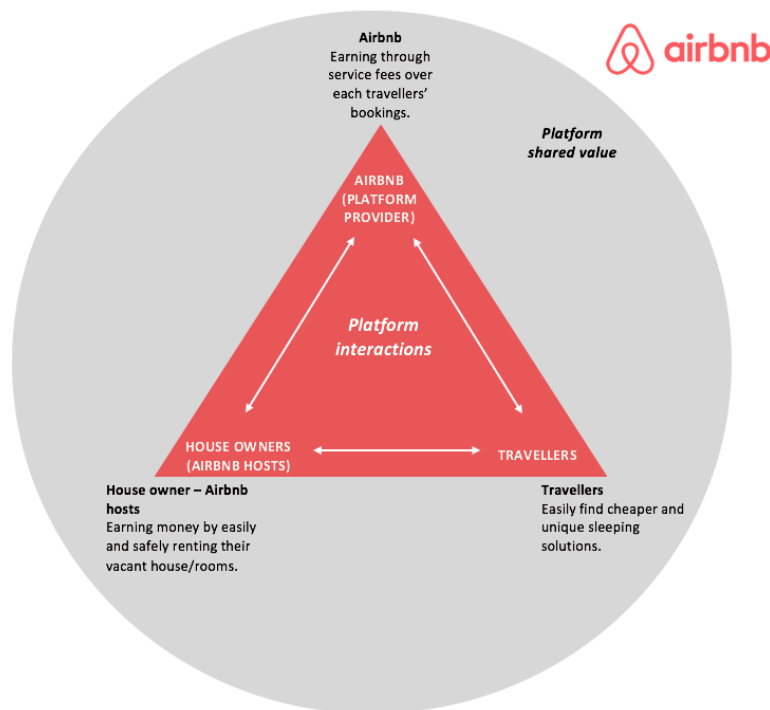 airbnb
Airbnb
Earning through
service fees over
each travellers'
bookings.
Platform
shared value
AIRBNB
(PLATFORM
PROVIDER)
Platform
interactions
HOUSE OWNERS
(AIRBNB HOSTS)
TRAVELLERS
House owner – Airbnb
hosts
Earning money by easily
and safely renting their
vacant house/rooms.
Travellers
Easily find cheaper and
unique sleeping
solutions.